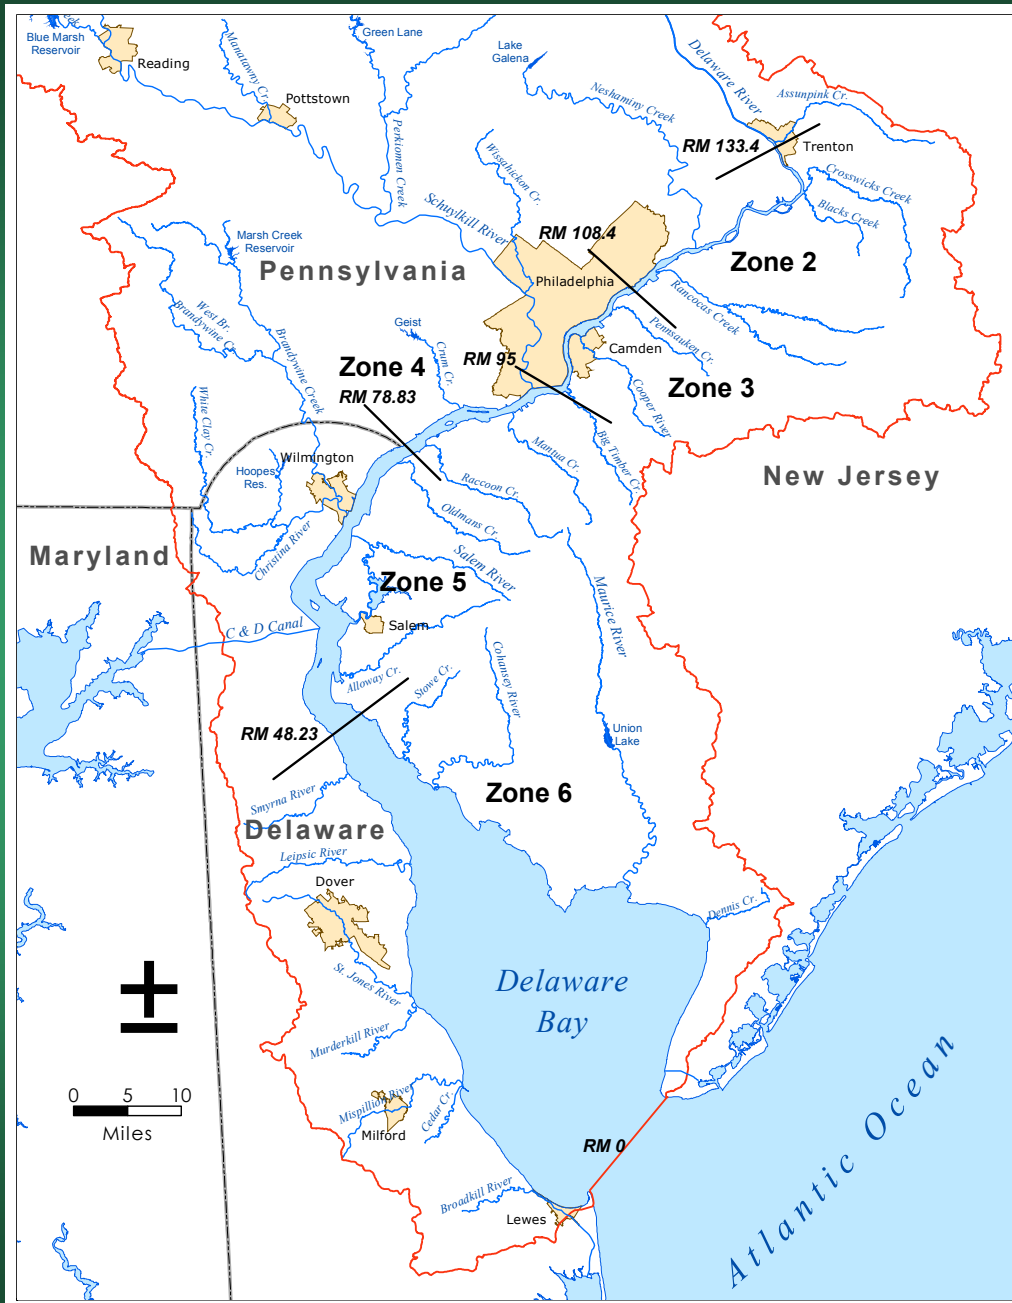 Blue Marsh
Reservoir
Reading
Manatawny Cr.
Pottstown
Green Lane
Perkiomen Creek
Lake
Galena
Neshaminy Creek
Delaware River
Assunpink Cr.
RM 133.4
Trenton
Crosswicks Creek
Blacks Creek
Wissahickon Cr.
Schuylkill River
RM 108.4
Zone 2
Marsh Creek
Reservoir
Pennsylvania
Philadelphia
Rancocas Creek
Pennsauken Cr.
West Br.
Brandywine Cr.
Brandywine Creek
Geist
Crum Cr.
Camden
Zone 4
RM 95
Zone 3
RM 78.83
Cooper River
White Clay Cr.
Mantua Cr.
Big Timber Cr.
Wilmington
Hoopes
Res.
Raccoon Cr.
New Jersey
Oldmans Cr.
Maryland
Christina River
Salem River
Zone 5
Maurice River
C & D Canal
Salem
Alloway Cr.
Stowe Cr.
Cohansey River
RM 48.23
Union
Lake
Smyrna River
Zone 6
Delaware
Leipsic River
Dover
Dennis Cr.
St. Jones River
Delaware
Bay
Murderkill River
0 5 10
Miles
Mispillion River
Cedar Cr.
Milford
RM 0
Broadkill River
Lewes
Atlantic Ocean